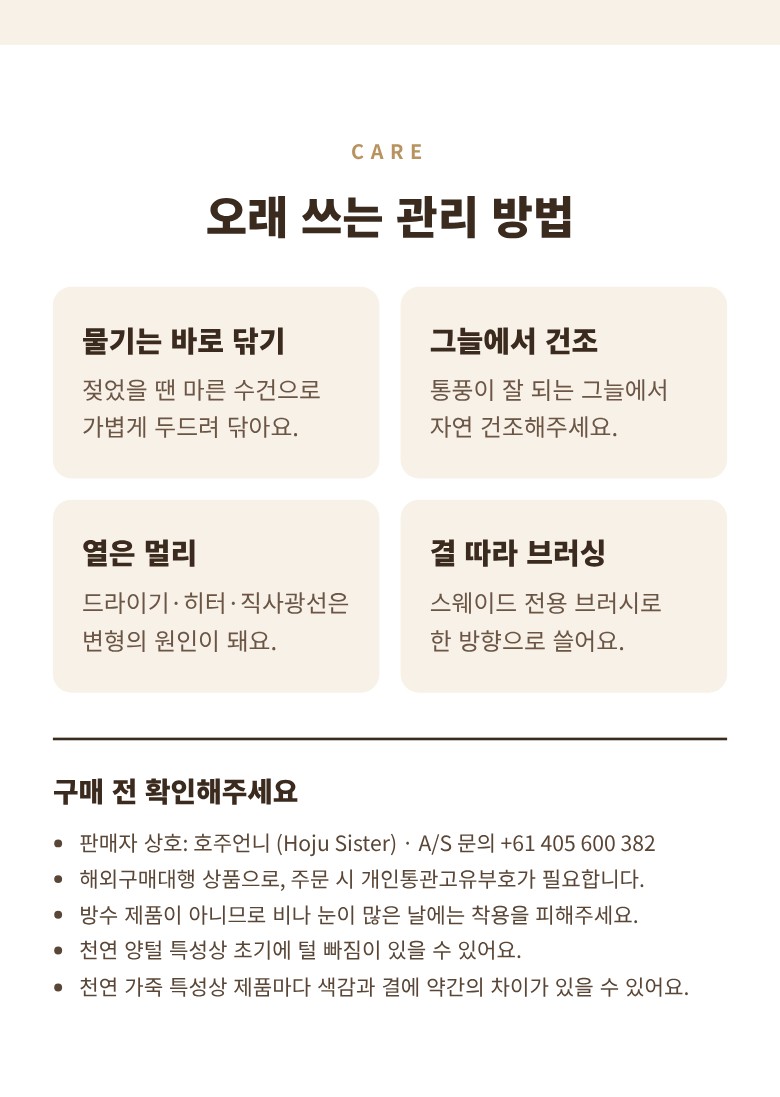 CARE
오래 쓰는 관리 방법
물기는 바로 닦기
젖었을 땐 마른 수건으로
가볍게 두드려 닦아요.
그늘에서 건조
통풍이 잘 되는 그늘에서
자연 건조해주세요.
열은 멀리
드라이기·히터·직사광선은
변형의 원인이 돼요.
결 따라 브러싱
스웨이드 전용 브러시로
한 방향으로 쓸어요.
구매 전 확인해주세요
• 판매자 상호: 호주언니 (Hoju Sister) · A/S 문의 +61 405 600 382
• 해외구매대행 상품으로, 주문 시 개인통관고유부호가 필요합니다.
• 방수 제품이 아니므로 비나 눈이 많은 날에는 착용을 피해주세요.
• 천연 양털 특성상 초기에 털 빠짐이 있을 수 있어요.
• 천연 가죽 특성상 제품마다 색감과 결에 약간의 차이가 있을 수 있어요.